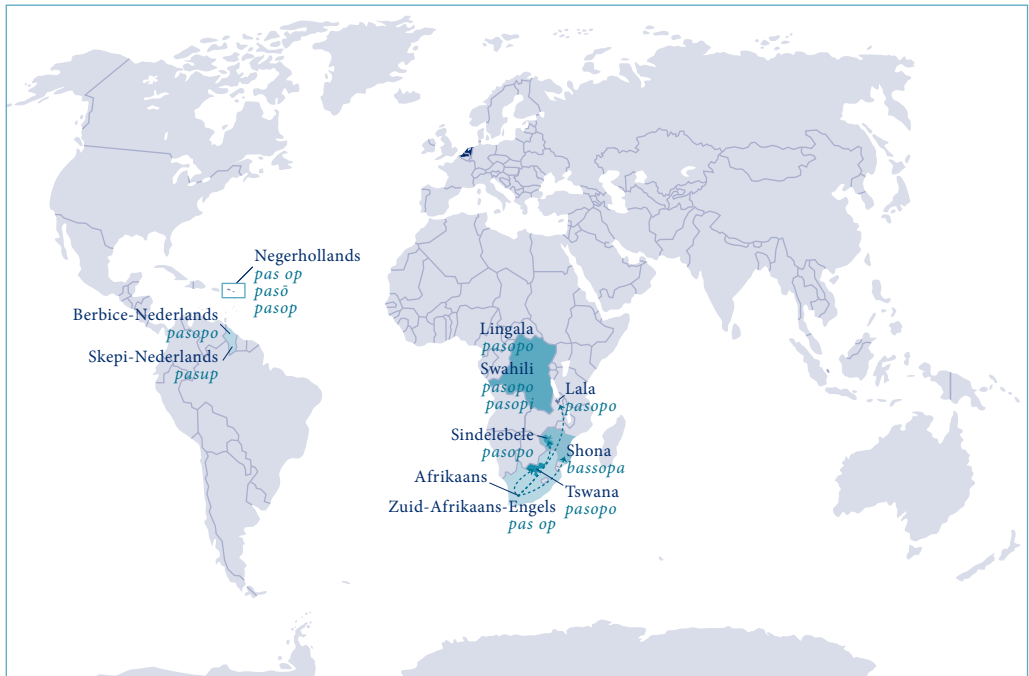 Negerhollands
pas op
pasō
pasop
Berbice-Nederlands
pasopo
Skepi-Nederlands
pasup
Lingala
pasopo
Swahili
pasopo
pasopi
Lala
pasopo
Sindelebele
pasopo
Shona
bassopa
Afrikaans
Tswana
pasopo
Zuid-Afrikaans-Engels
pas op